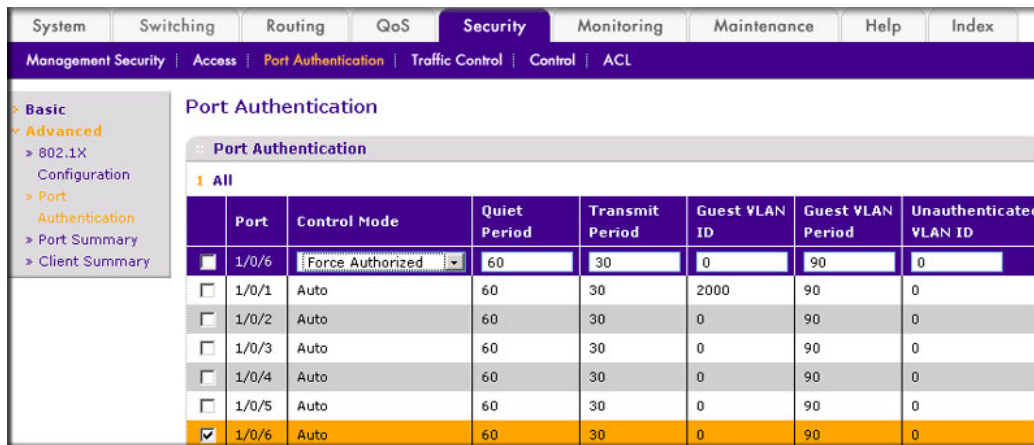 System Switching Routing QoS Security Monitoring Maintenance Help Index
Management Security | Access | Port Authentication | Traffic Control | Control | ACL
Basic
Advanced
» 802.1X
Configuration
» Port
Authentication
» Port Summary
» Client Summary
Port Authentication
Port Authentication
1 All
Port Control Mode Quiet Period Transmit Period Guest VLAN ID Guest VLAN Period Unauthenticated VLAN ID
1/0/6 Force Authorized 60 30 0 90 0
1/0/1 Auto 60 30 2000 90 0
1/0/2 Auto 60 30 0 90 0
1/0/3 Auto 60 30 0 90 0
1/0/4 Auto 60 30 0 90 0
1/0/5 Auto 60 30 0 90 0
1/0/6 Auto 60 30 0 90 0